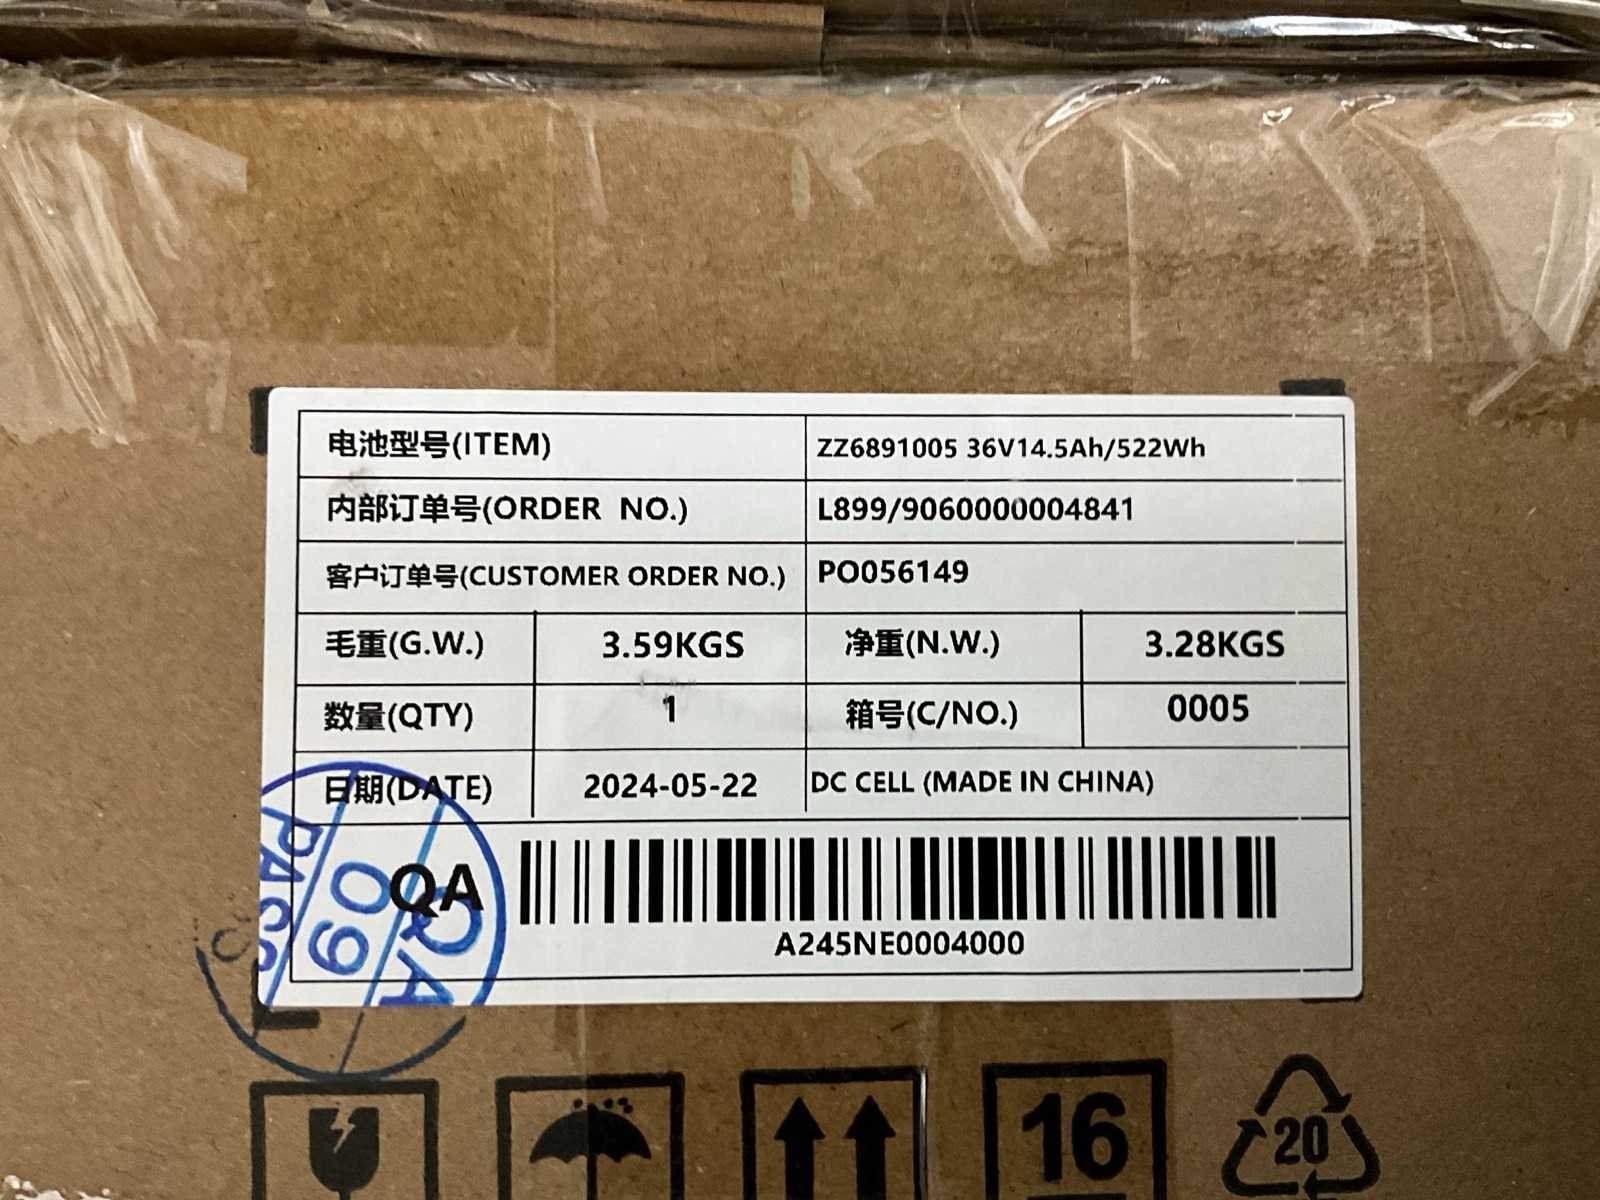 电池型号(ITEM) ZZ6891005 36V14.5Ah/522Wh
内部订单号(ORDER NO.) L899/9060000004841
客户订单号(CUSTOMER ORDER NO.) PO056149
毛重(G.W.) 3.59KGS 净重(N.W.) 3.28KGS
数量(QTY) 1 箱号(C/NO.) 0005
日期(DATE) 2024-05-22 DC CELL (MADE IN CHINA)
QA
A245NE0004000
QA
09
PASS
16
20